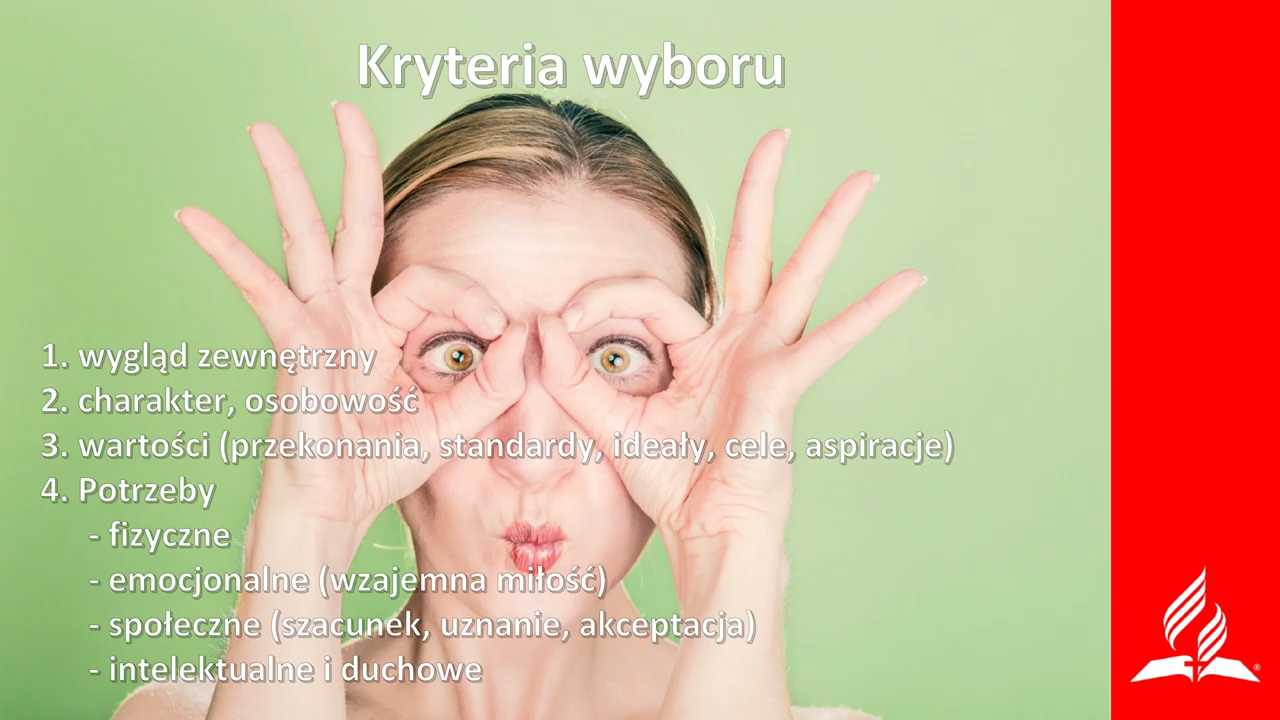 Kryteria wyboru
1. wygląd zewnętrzny
2. charakter, osobowość
3. wartości (przekonania, standardy, ideały, cele, aspiracje)
4. Potrzeby
- fizyczne
- emocjonalne (wzajemna miłość)
- społeczne (szacunek, uznanie, akceptacja)
- intelektualne i duchowe
®